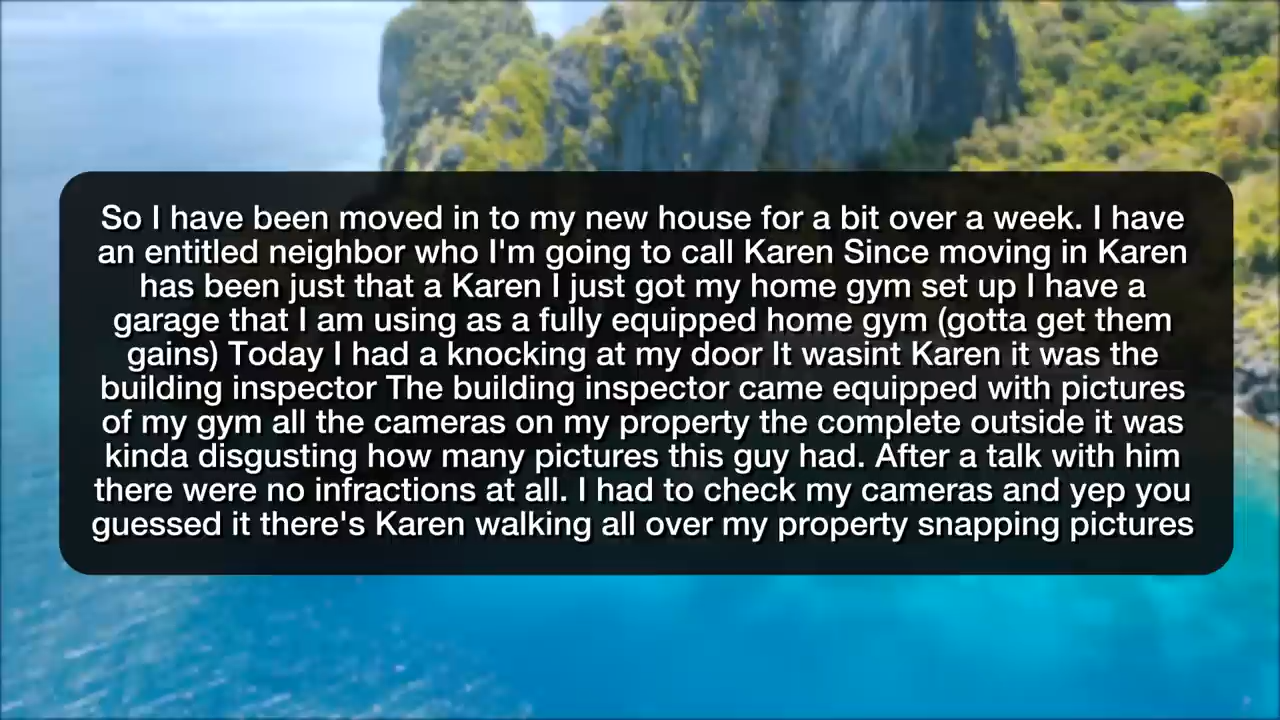 So I have been moved in to my new house for a bit over a week. I have
an entitled neighbor who I'm going to call Karen Since moving in Karen
has been just that a Karen I just got my home gym set up I have a
garage that I am using as a fully equipped home gym (gotta get them
gains) Today I had a knocking at my door It wasint Karen it was the
building inspector The building inspector came equipped with pictures
of my gym all the cameras on my property the complete outside it was
kinda disgusting how many pictures this guy had. After a talk with him
there were no infractions at all. I had to check my cameras and yep you
guessed it there's Karen walking all over my property snapping pictures